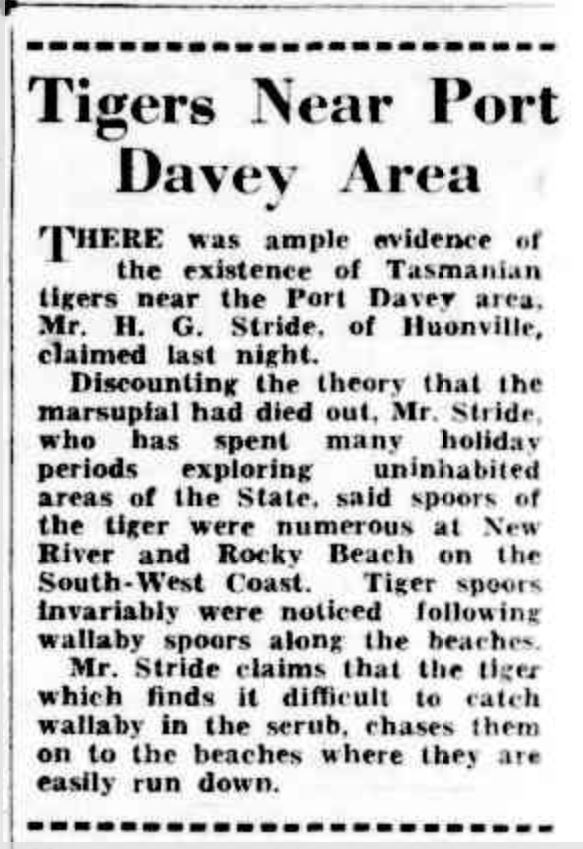 Tigers Near Port
Davey Area
THERE was ample evidence of
the existence of Tasmanian
tigers near the Port Davey area,
Mr. H. G. Stride, of Huonville,
claimed last night.
Discounting the theory that the
marsupial had died out, Mr. Stride,
who has spent many holiday
periods exploring uninhabited
areas of the State, said spoors of
the tiger were numerous at New
River and Rocky Beach on the
South-West Coast. Tiger spoors
invariably were noticed following
wallaby spoors along the beaches.
Mr. Stride claims that the tiger
which finds it difficult to catch
wallaby in the scrub, chases them
on to the beaches where they are
easily run down.